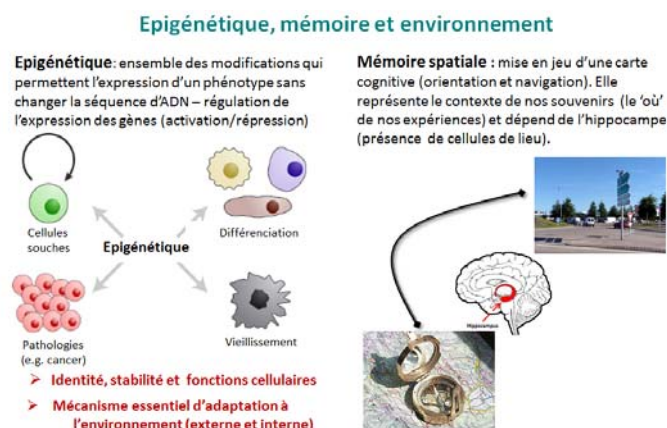 Epigénétique, mémoire et environnement
Epigénétique: ensemble des modifications qui
permettent l'expression d'un phénotype sans
changer la séquence d'ADN – régulation de
l'expression des gènes (activation/répression)
Cellules
souches
Différenciation
Epigénétique
Pathologies
(e.g. cancer)
Vieillissement
➢ Identité, stabilité et fonctions cellulaires
➢ Mécanisme essentiel d'adaptation à
l'environnement (externe et interne)
Mémoire spatiale : mise en jeu d'une carte
cognitive (orientation et navigation). Elle
représente le contexte de nos souvenirs (le 'où'
de nos expériences) et dépend de l'hippocampe
(présence de cellules de lieu).
Hippocampus